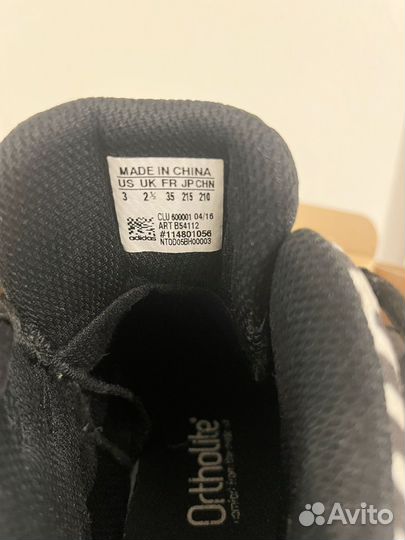 MADE IN CHINA
US UK FR JP CHN
3 2½ 35 215 210
CLU 600001 04/16
ART B54112
#114801056
NTDD05BH00003
adidas
Ortholite®
Avito